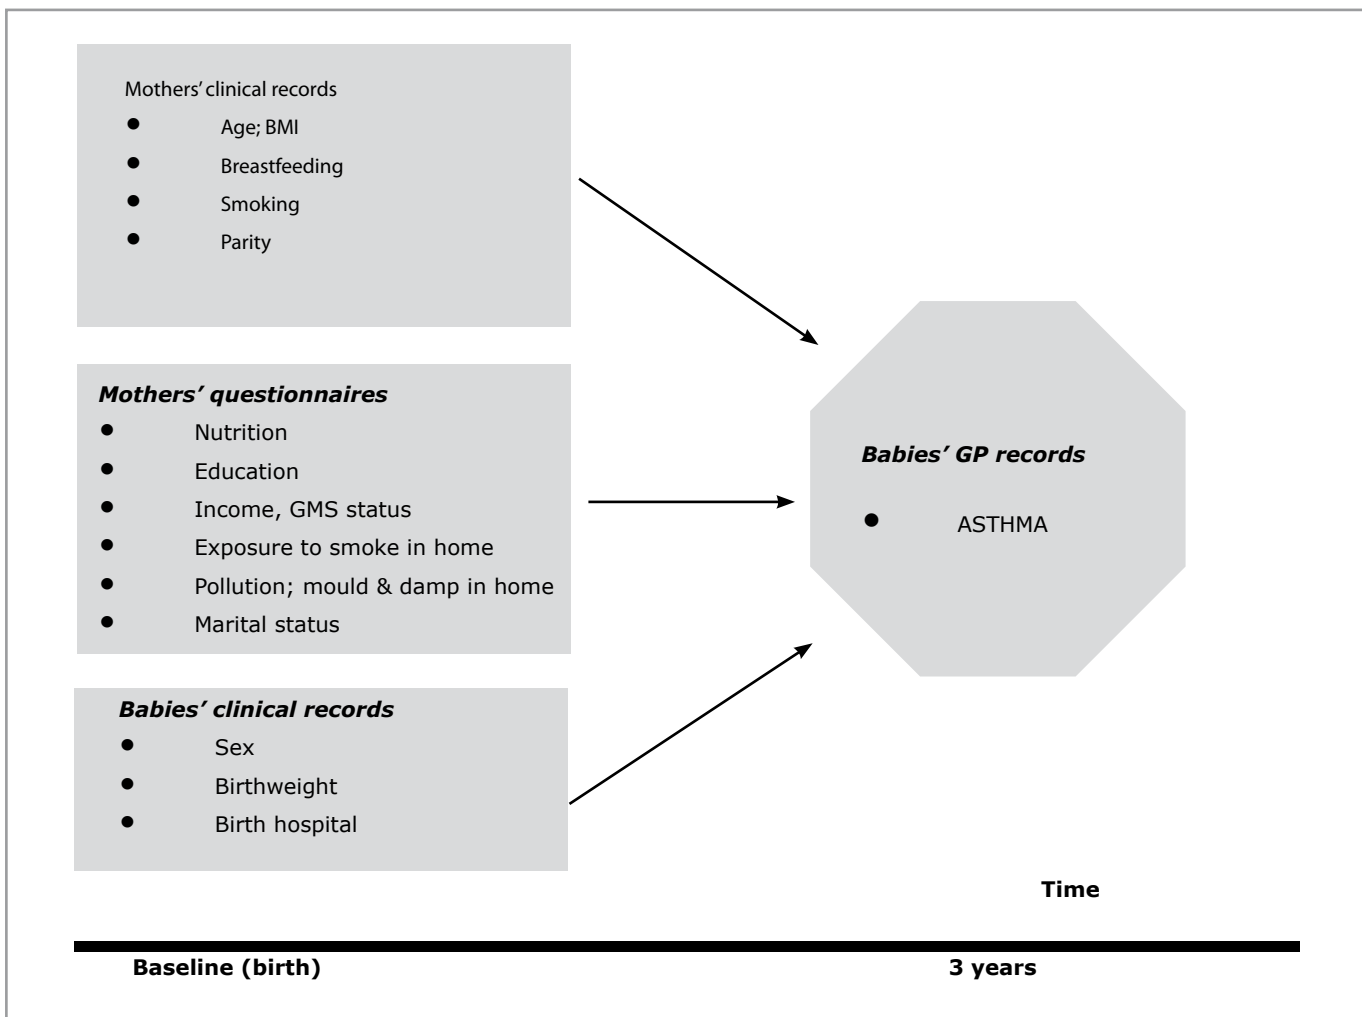 Mothers’ clinical records
● Age; BMI
● Breastfeeding
● Smoking
● Parity
Mothers’ questionnaires
● Nutrition
● Education
● Income, GMS status
● Exposure to smoke in home
● Pollution; mould & damp in home
● Marital status
Babies’ clinical records
● Sex
● Birthweight
● Birth hospital
Babies’ GP records
● ASTHMA
Time
Baseline (birth)
3 years